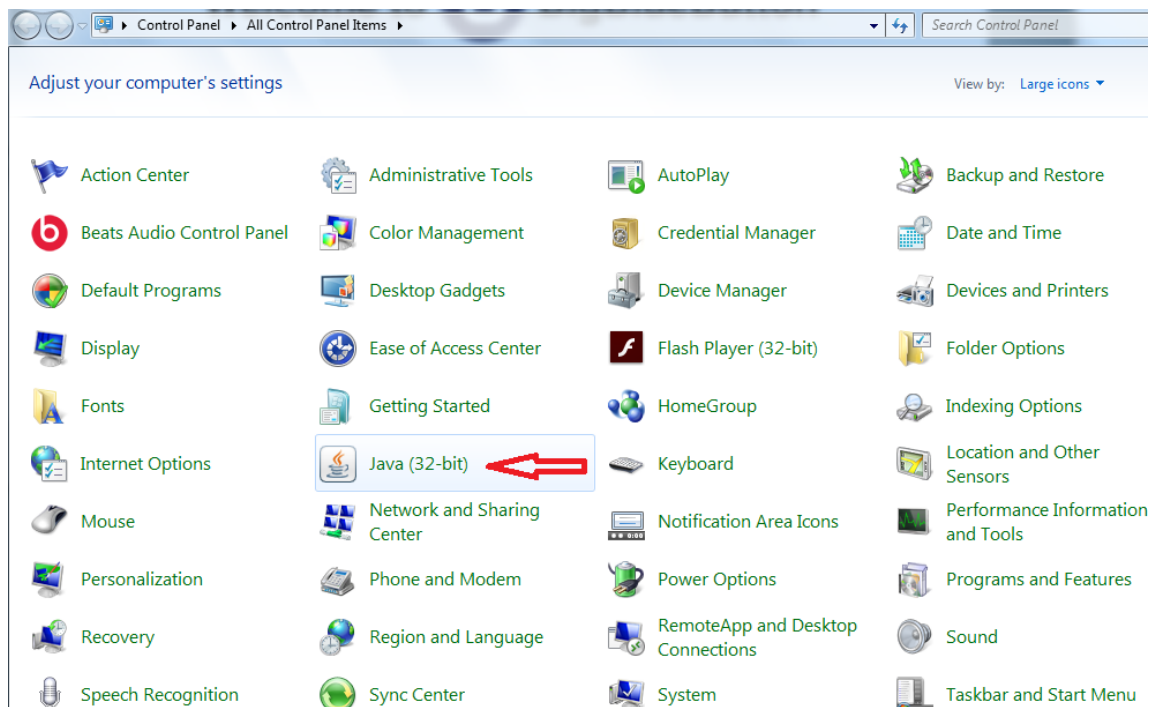 Control Panel ▸ All Control Panel Items ▸
Search Control Panel
Adjust your computer's settings
View by: Large icons
Action Center
Administrative Tools
AutoPlay
Backup and Restore
Beats Audio Control Panel
Color Management
Credential Manager
Date and Time
Default Programs
Desktop Gadgets
Device Manager
Devices and Printers
Display
Ease of Access Center
Flash Player (32-bit)
Folder Options
Fonts
Getting Started
HomeGroup
Indexing Options
Internet Options
Java (32-bit)
Keyboard
Location and Other
Sensors
Mouse
Network and Sharing
Center
Notification Area Icons
Performance Information
and Tools
Personalization
Phone and Modem
Power Options
Programs and Features
Recovery
Region and Language
RemoteApp and Desktop
Connections
Sound
Speech Recognition
Sync Center
System
Taskbar and Start Menu